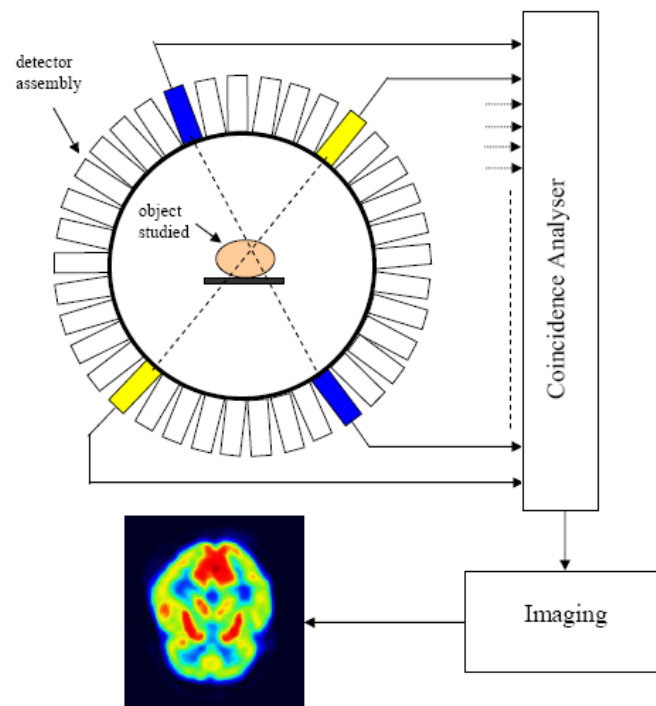 detector
assembly
object
studied
Coincidence Analyser
Imaging